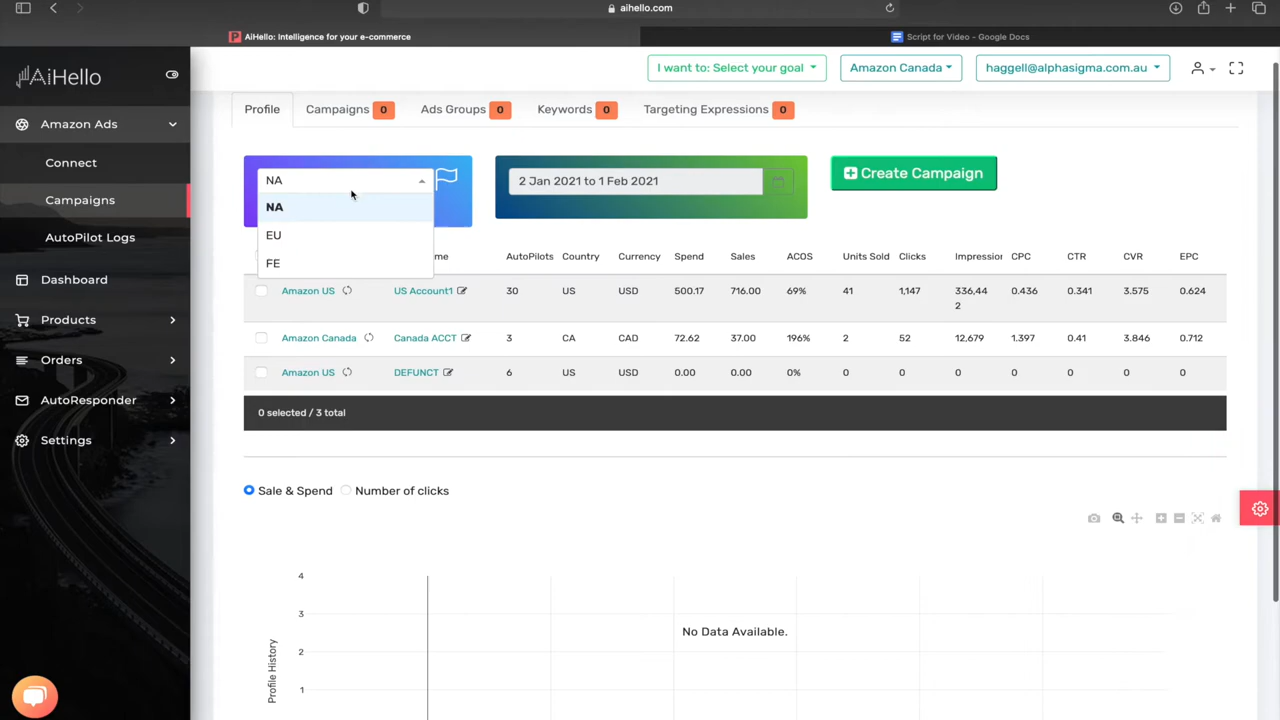 aihello.com
AiHello: Intelligence for your e-commerce
Script for Video - Google Docs
AiHello
I want to: Select your goal
Amazon Canada
haggell@alphasigma.com.au
Amazon Ads
Connect
Campaigns
AutoPilot Logs
Dashboard
Products
Orders
AutoResponder
Settings
Profile
Campaigns 0
Ads Groups 0
Keywords 0
Targeting Expressions 0
NA
NA
EU
FE
2 Jan 2021 to 1 Feb 2021
Create Campaign
me AutoPilots Country Currency Spend Sales ACOS Units Sold Clicks Impression CPC CTR CVR EPC
Amazon US US Account1 30 US USD 500.17 716.00 69% 41 1,147 336,44 0.436 0.341 3.575 0.624
2
Amazon Canada Canada ACCT 3 CA CAD 72.62 37.00 196% 2 52 12,679 1.397 0.41 3.846 0.712
Amazon US DEFUNCT 6 US USD 0.00 0.00 0% 0 0 0 0 0 0 0
0 selected / 3 total
Sale & Spend Number of clicks
4
3
2
1
No Data Available.
Profile History